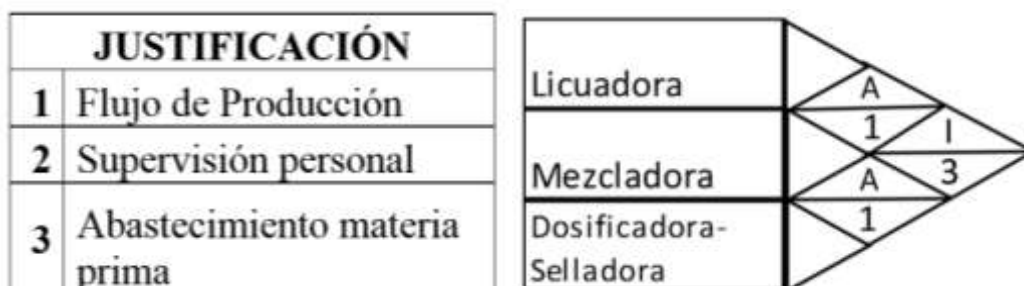 JUSTIFICACIÓN
1 Flujo de Producción
2 Supervisión personal
3 Abastecimiento materia
prima
Licuadora
Mezcladora
Dosificadora-
Selladora
A
1
I
3
A
1